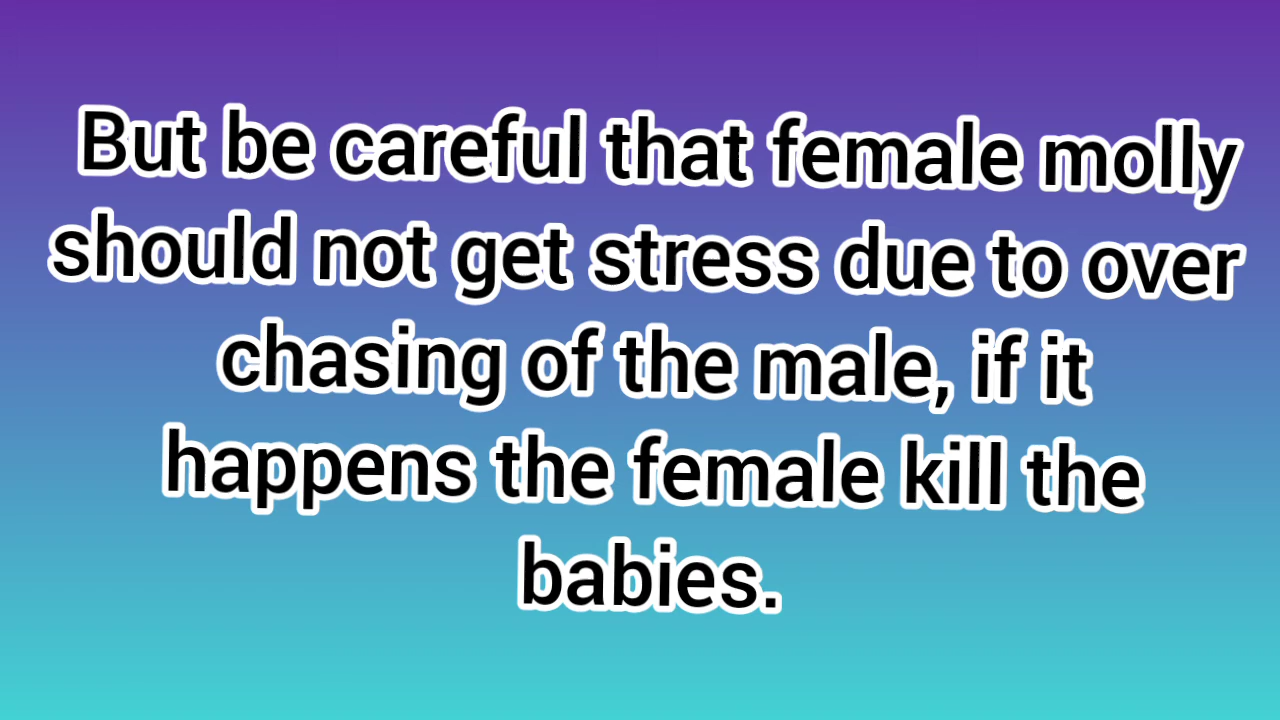 But be careful that female molly
should not get stress due to over
chasing of the male, if it
happens the female kill the
babies.